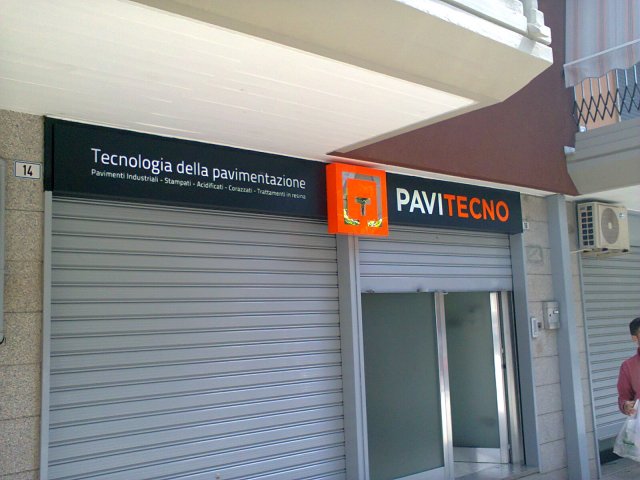 14
Tecnologia della pavimentazione
Pavimenti Industriali - Stampati - Acidificati - Corazzati - Trattamenti in resina
PAVITECNO